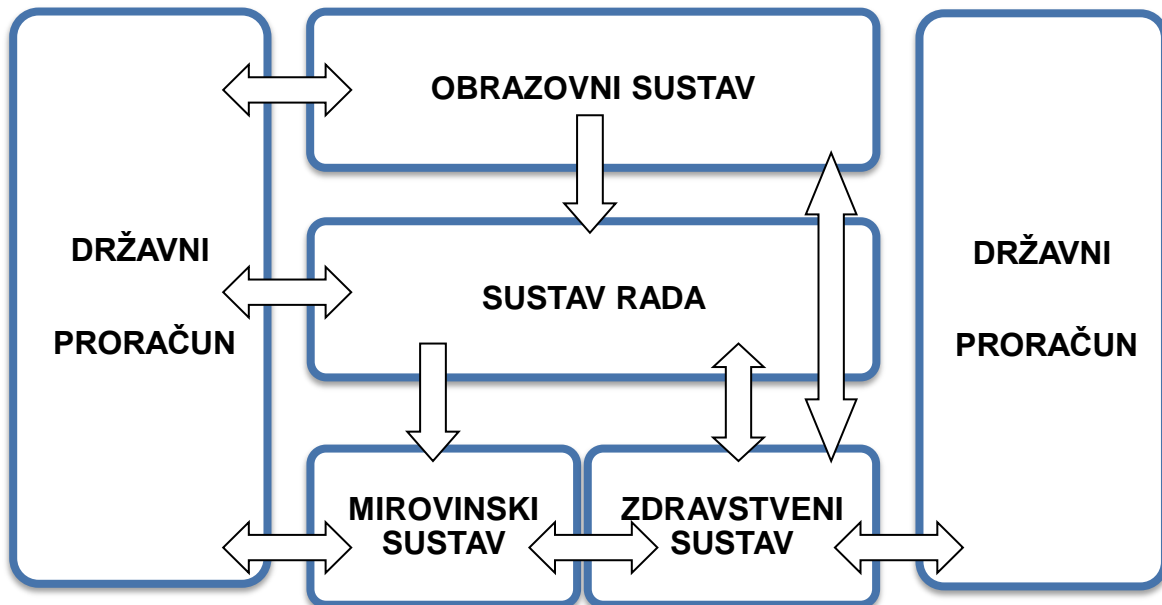 DRŽAVNI
PRORAČUN
OBRAZOVNI SUSTAV
SUSTAV RADA
MIROVINSKI
SUSTAV
ZDRAVSTVENI
SUSTAV
DRŽAVNI
PRORAČUN